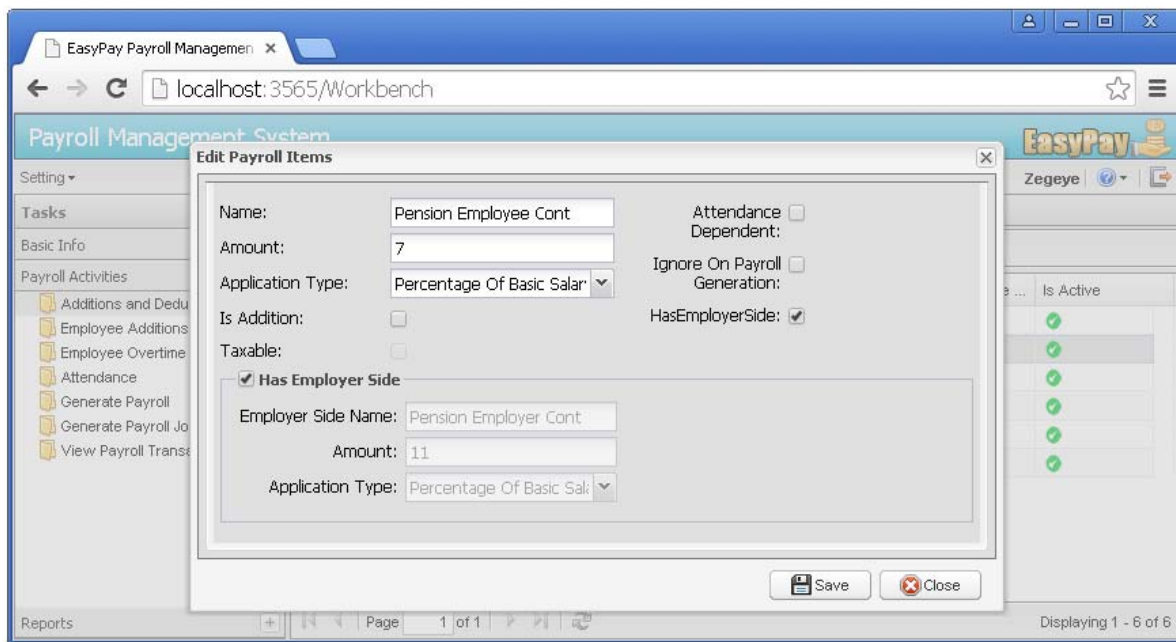 EasyPay Payroll Managemen
localhost:3565/Workbench
Payroll Management System
EasyPay
Setting
Zegeye
Tasks
Basic Info
Payroll Activities
Additions and Dedu
Employee Additions
Employee Overtime
Attendance
Generate Payroll
Generate Payroll Jo
View Payroll Transa
Reports
Edit Payroll Items
Name: Pension Employee Cont
Amount: 7
Application Type: Percentage Of Basic Salar
Is Addition:
Taxable:
Attendance
Dependent:
Ignore On Payroll
Generation:
HasEmployerSide:
Has Employer Side
Employer Side Name: Pension Employer Cont
Amount: 11
Application Type: Percentage Of Basic Sala
Save
Close
... Is Active
Page 1 of 1
Displaying 1 - 6 of 6